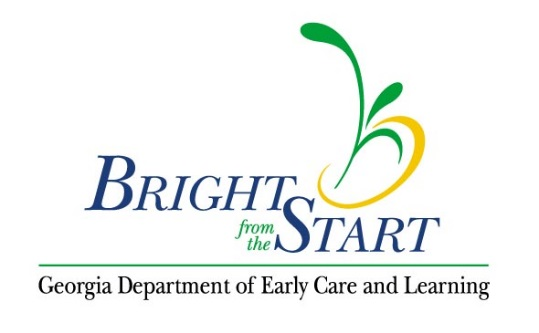 BRIGHT
from
the
START
Georgia Department of Early Care and Learning